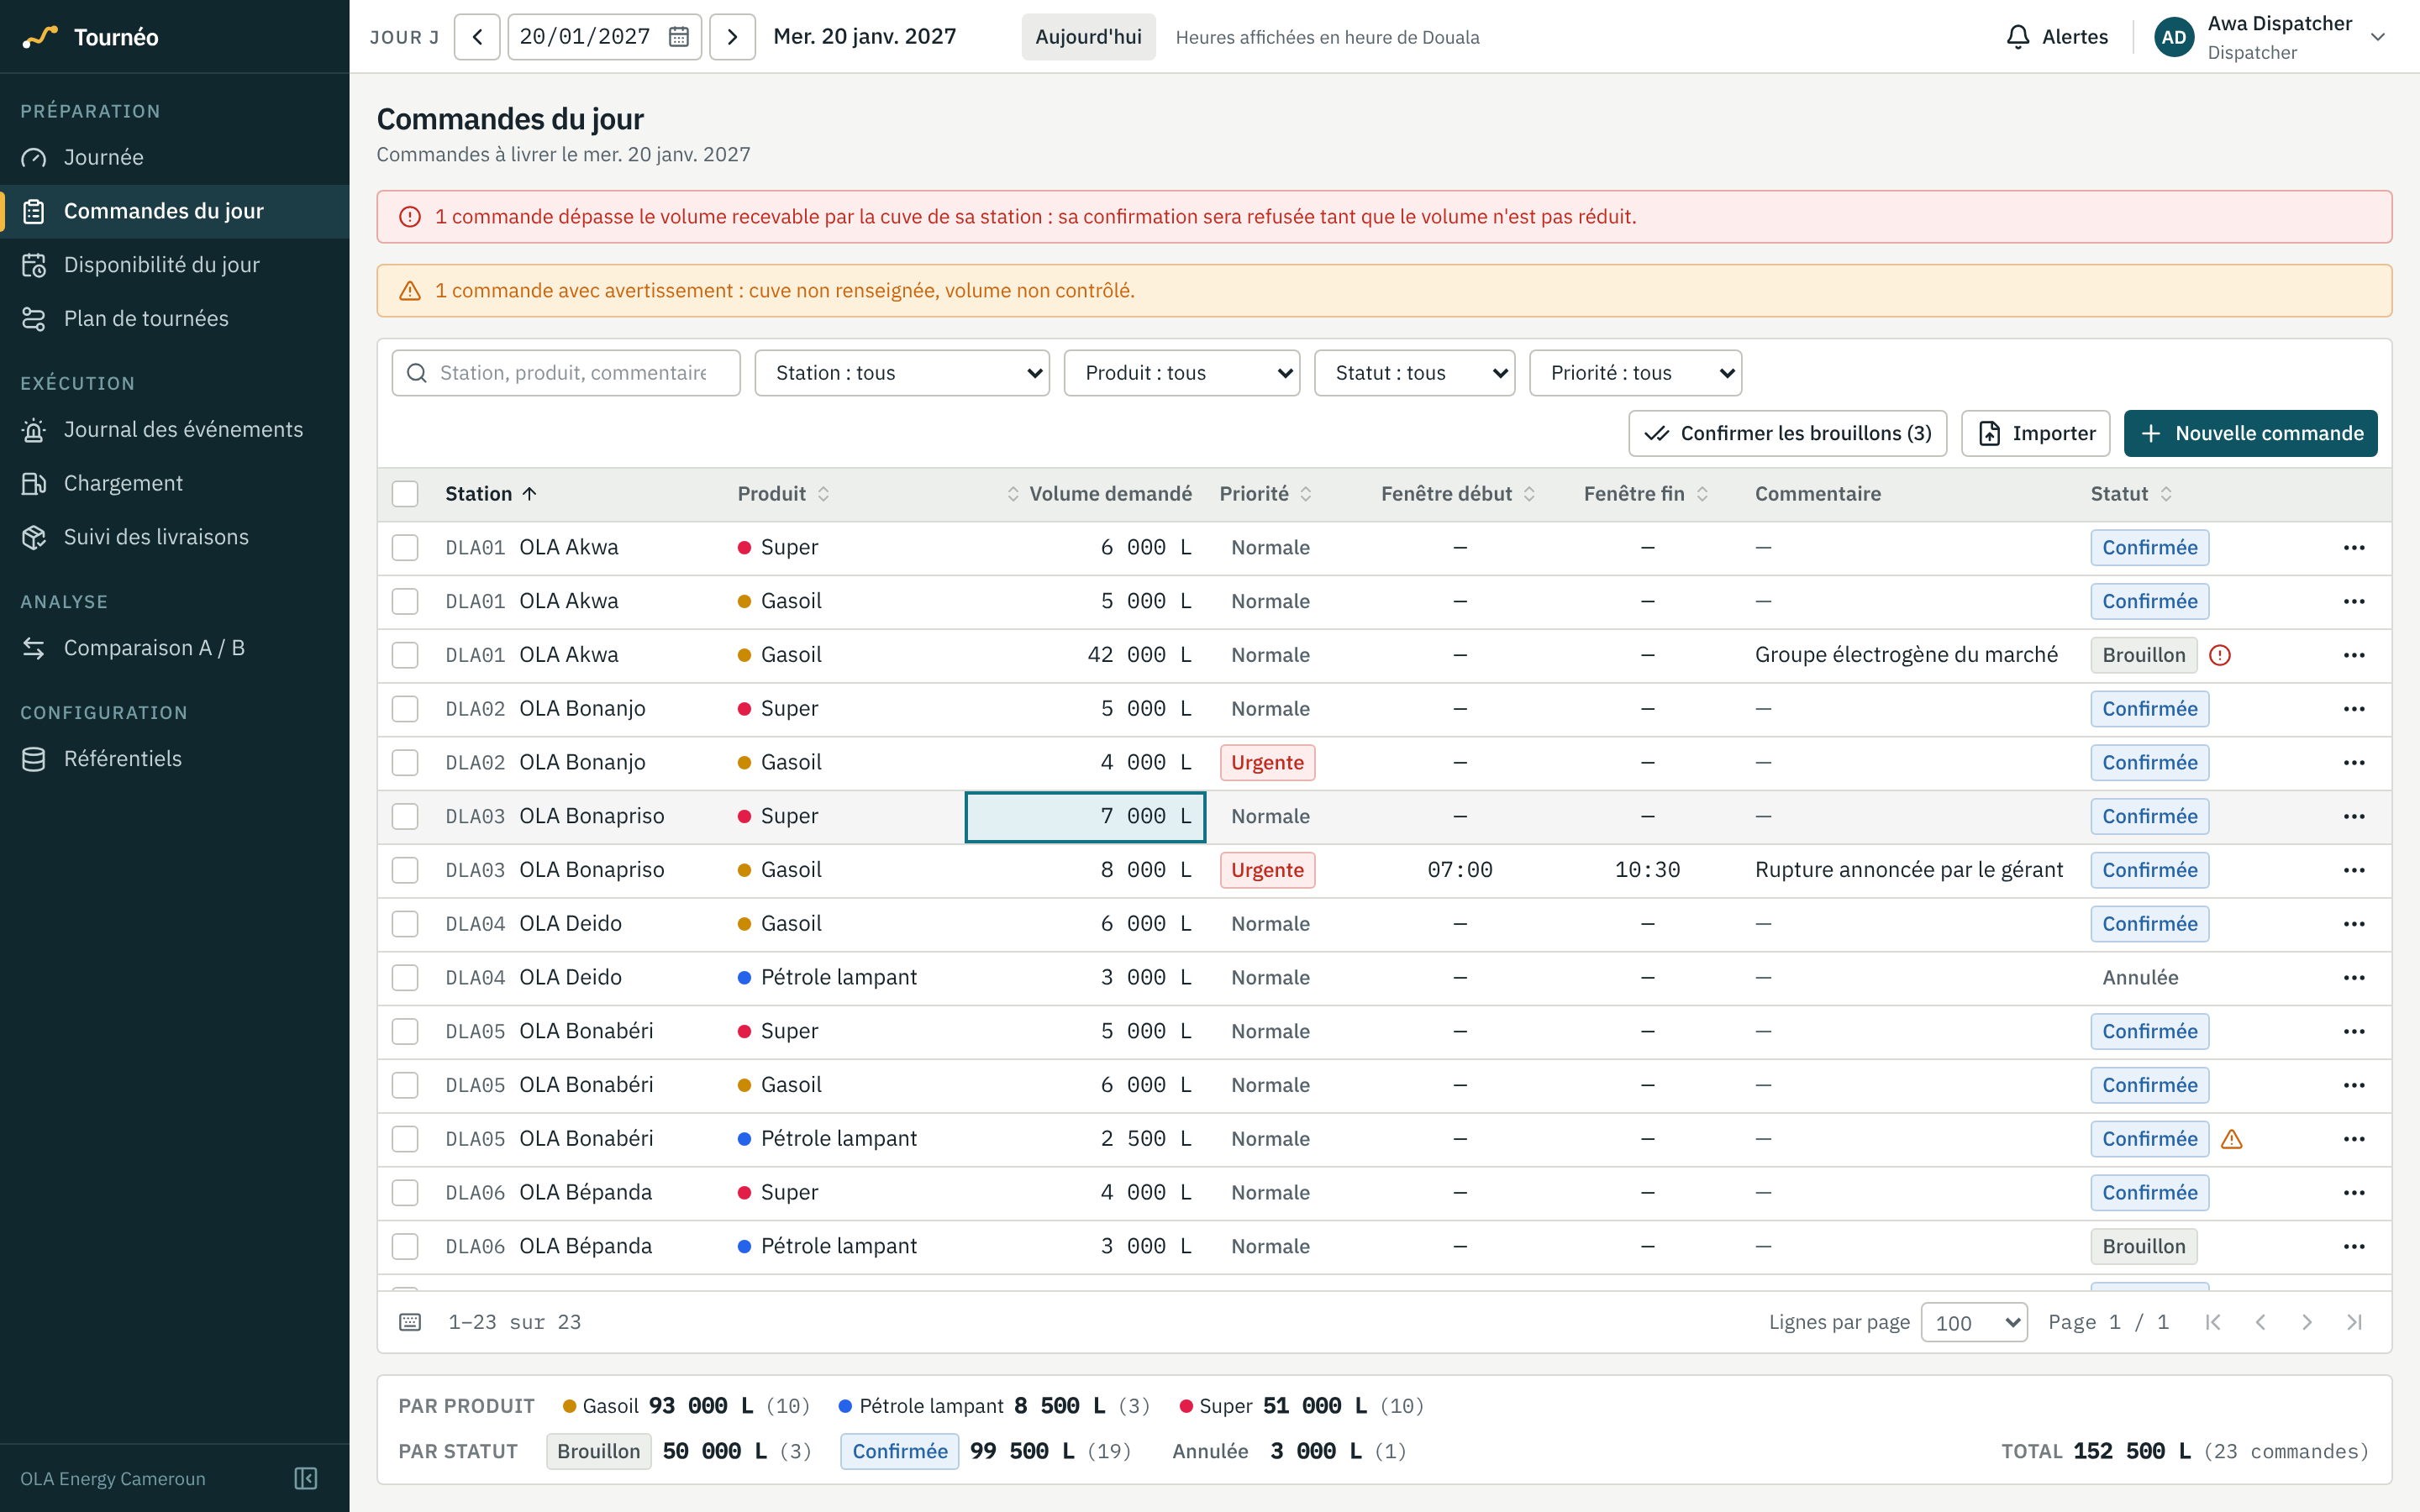 Tournéo
JOUR J 20/01/2027 Mer. 20 janv. 2027 Aujourd'hui Heures affichées en heure de Douala Alertes AD Awa Dispatcher
Dispatcher
PRÉPARATION
Journée
Commandes du jour
Disponibilité du jour
Plan de tournées
EXÉCUTION
Journal des événements
Chargement
Suivi des livraisons
ANALYSE
Comparaison A / B
CONFIGURATION
Référentiels
OLA Energy Cameroun
Commandes du jour
Commandes à livrer le mer. 20 janv. 2027
1 commande dépasse le volume recevable par la cuve de sa station : sa confirmation sera refusée tant que le volume n'est pas réduit.
1 commande avec avertissement : cuve non renseignée, volume non contrôlé.
Station, produit, commentaire Station : tous Produit : tous Statut : tous Priorité : tous
Confirmer les brouillons (3) Importer Nouvelle commande
Station Produit Volume demandé Priorité Fenêtre début Fenêtre fin Commentaire Statut
DLA01 OLA Akwa Super 6 000 L Normale – – — Confirmée
DLA01 OLA Akwa Gasoil 5 000 L Normale – – — Confirmée
DLA01 OLA Akwa Gasoil 42 000 L Normale – – Groupe électrogène du marché Brouillon
DLA02 OLA Bonanjo Super 5 000 L Normale – – — Confirmée
DLA02 OLA Bonanjo Gasoil 4 000 L Urgente – – — Confirmée
DLA03 OLA Bonapriso Super 7 000 L Normale – – — Confirmée
DLA03 OLA Bonapriso Gasoil 8 000 L Urgente 07:00 10:30 Rupture annoncée par le gérant Confirmée
DLA04 OLA Deido Gasoil 6 000 L Normale – – — Confirmée
DLA04 OLA Deido Pétrole lampant 3 000 L Normale – – — Annulée
DLA05 OLA Bonabéri Super 5 000 L Normale – – — Confirmée
DLA05 OLA Bonabéri Gasoil 6 000 L Normale – – — Confirmée
DLA05 OLA Bonabéri Pétrole lampant 2 500 L Normale – – — Confirmée
DLA06 OLA Bépanda Super 4 000 L Normale – – — Confirmée
DLA06 OLA Bépanda Pétrole lampant 3 000 L Normale – – — Brouillon
1–23 sur 23 Lignes par page 100 Page 1 / 1
PAR PRODUIT Gasoil 93 000 L (10) Pétrole lampant 8 500 L (3) Super 51 000 L (10)
PAR STATUT Brouillon 50 000 L (3) Confirmée 99 500 L (19) Annulée 3 000 L (1) TOTAL 152 500 L (23 commandes)